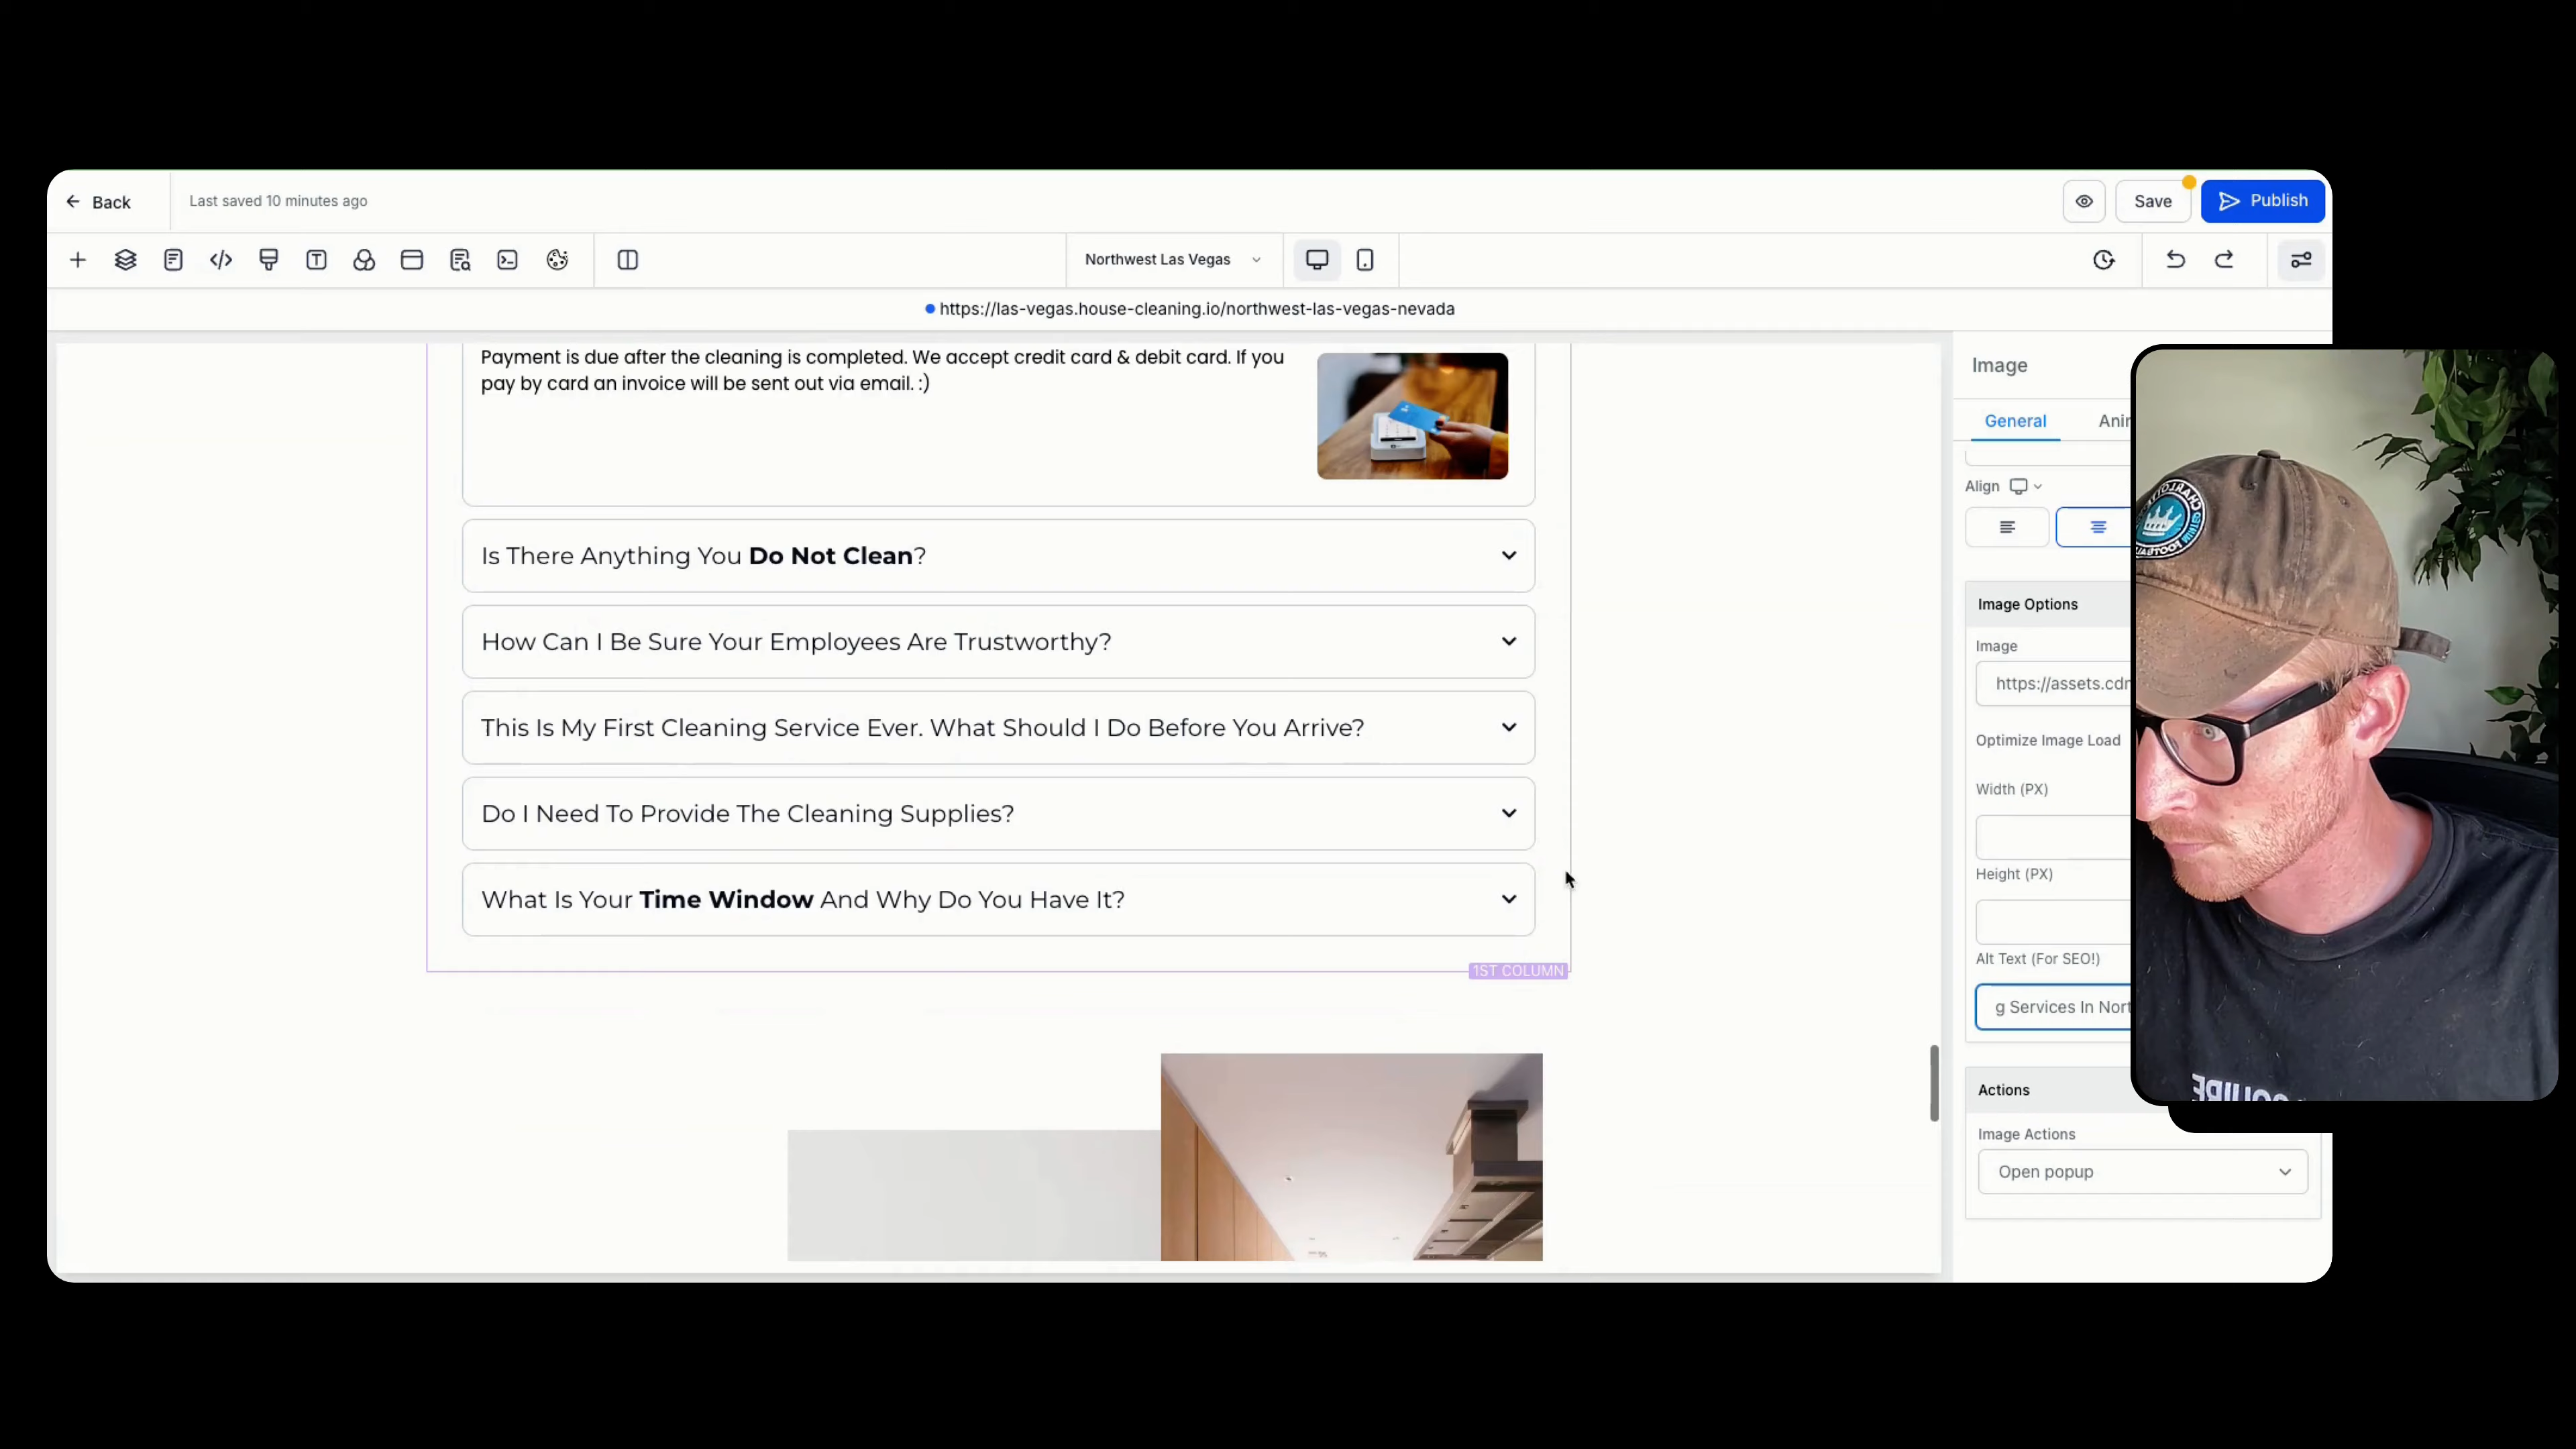 Back
Last saved 10 minutes ago
Save
Publish
Northwest Las Vegas
https://las-vegas.house-cleaning.io/northwest-las-vegas-nevada
Payment is due after the cleaning is completed. We accept credit card & debit card. If you
pay by card an invoice will be sent out via email. :)
Is There Anything You Do Not Clean?
How Can I Be Sure Your Employees Are Trustworthy?
This Is My First Cleaning Service Ever. What Should I Do Before You Arrive?
Do I Need To Provide The Cleaning Supplies?
What Is Your Time Window And Why Do You Have It?
1ST COLUMN
Image
General
Align
Image Options
Image
https://assets.cdn
Optimize Image Load
Width (PX)
Height (PX)
Alt Text (For SEO!)
g Services In Nort
Actions
Image Actions
Open popup